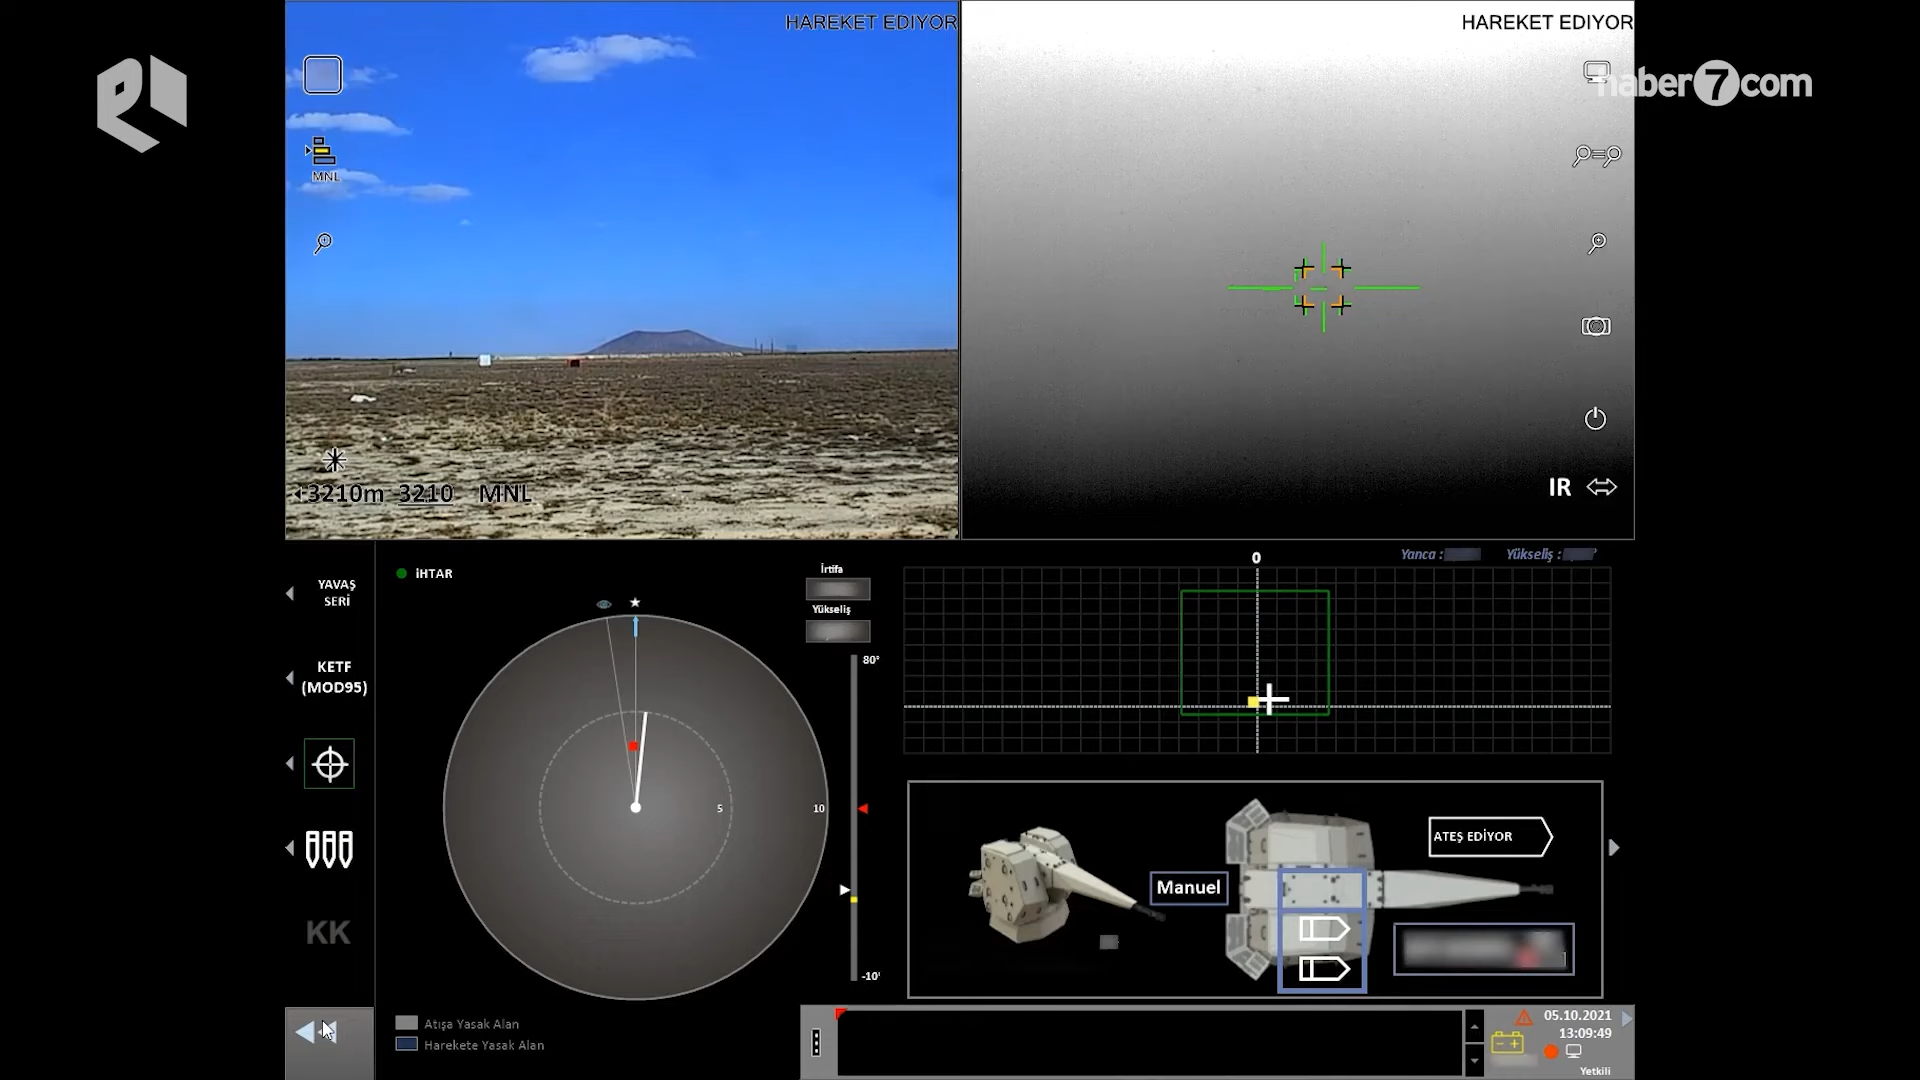 HAREKET EDIYOR
HAREKET EDIYOR
haber7com
MNL
3210m 3210 MNL
IR
YAVAŞ
SERİ
KETF
(MOD95)
KK
iHTAR
İrtifa
Yükseliş
80°
5
10
-10°
0
Yanca :
Yükseliş :
Manuel
ATEŞ EDİYOR
Atışa Yasak Alan
Harekete Yasak Alan
05.10.2021
13:09:49
Yetkili